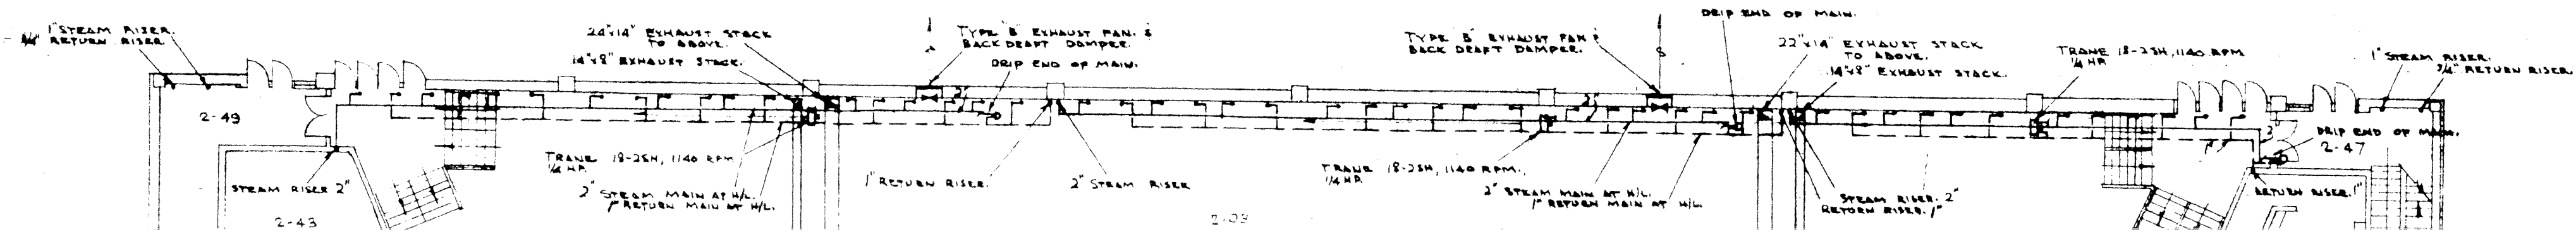 1" STEAM RISER.
3/4" RETURN RISER
24"x14" EXHAUST STACK
TO ABOVE.
14"x8" EXHAUST STACK.
TYPE "B" EXHAUST FAN. &
BACK DRAFT DAMPER.
DRIP END OF MAIN.
TYPE "B" EXHAUST FAN &
BACK DRAFT DAMPER.
DRIP END OF MAIN.
22"x14" EXHAUST STACK
TO ABOVE.
14"x8" EXHAUST STACK.
TRANE 18-2SH, 1140 RPM
1/4 HP.
1" STEAM RISER.
3/4" RETURN RISER.
2-49
STEAM RISER 2"
2-43
TRANE 18-2SH, 1140 RPM
1/4 HP.
2" STEAM MAIN AT H/L.
1" RETURN MAIN AT H/L.
1" RETURN RISER.
2" STEAM RISER
2-03
TRANE 18-2SH, 1140 RPM.,
1/4 HP.
2" STEAM MAIN AT H/L.
1" RETURN MAIN AT H/L.
STEAM RISER. 2"
RETURN RISER. 1"
DRIP END OF MAIN.
2-47
RETURN RISER. 1"